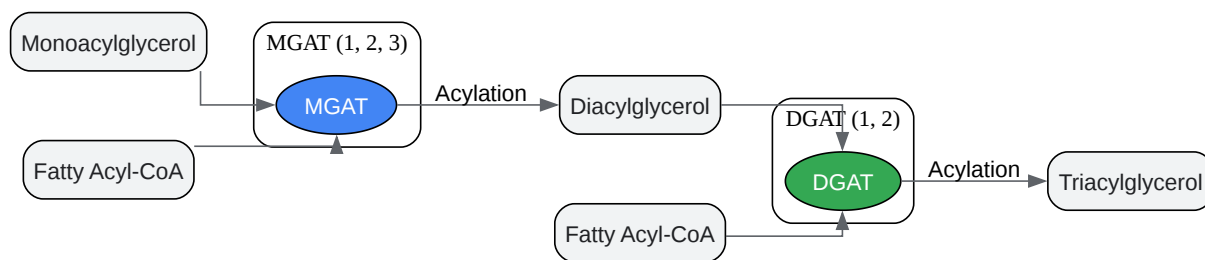 Monoacylglycerol
MGAT (1, 2, 3)
MGAT
Acylation
Fatty Acyl-CoA
Diacylglycerol
DGAT (1, 2)
DGAT
Acylation
Triacylglycerol
Fatty Acyl-CoA